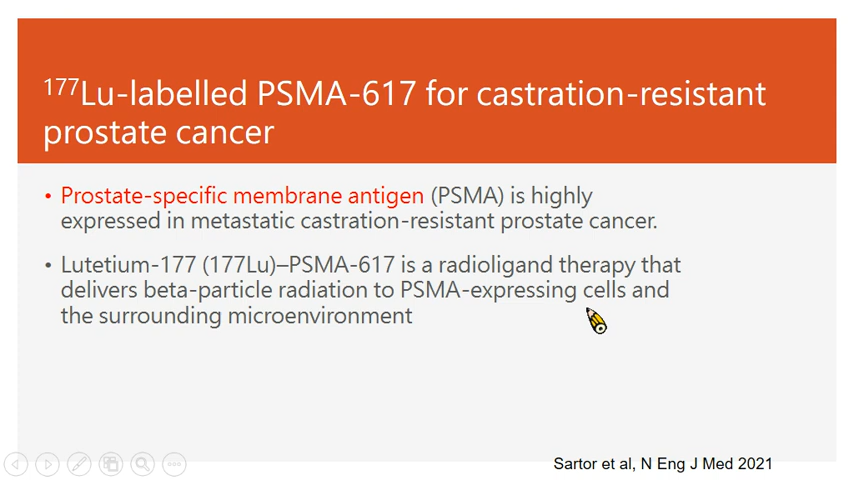 ¹⁷⁷Lu-labelled PSMA-617 for castration-resistant
prostate cancer
• Prostate-specific membrane antigen (PSMA) is highly
expressed in metastatic castration-resistant prostate cancer.
• Lutetium-177 (177Lu)–PSMA-617 is a radioligand therapy that
delivers beta-particle radiation to PSMA-expressing cells and
the surrounding microenvironment
Sartor et al, N Eng J Med 2021